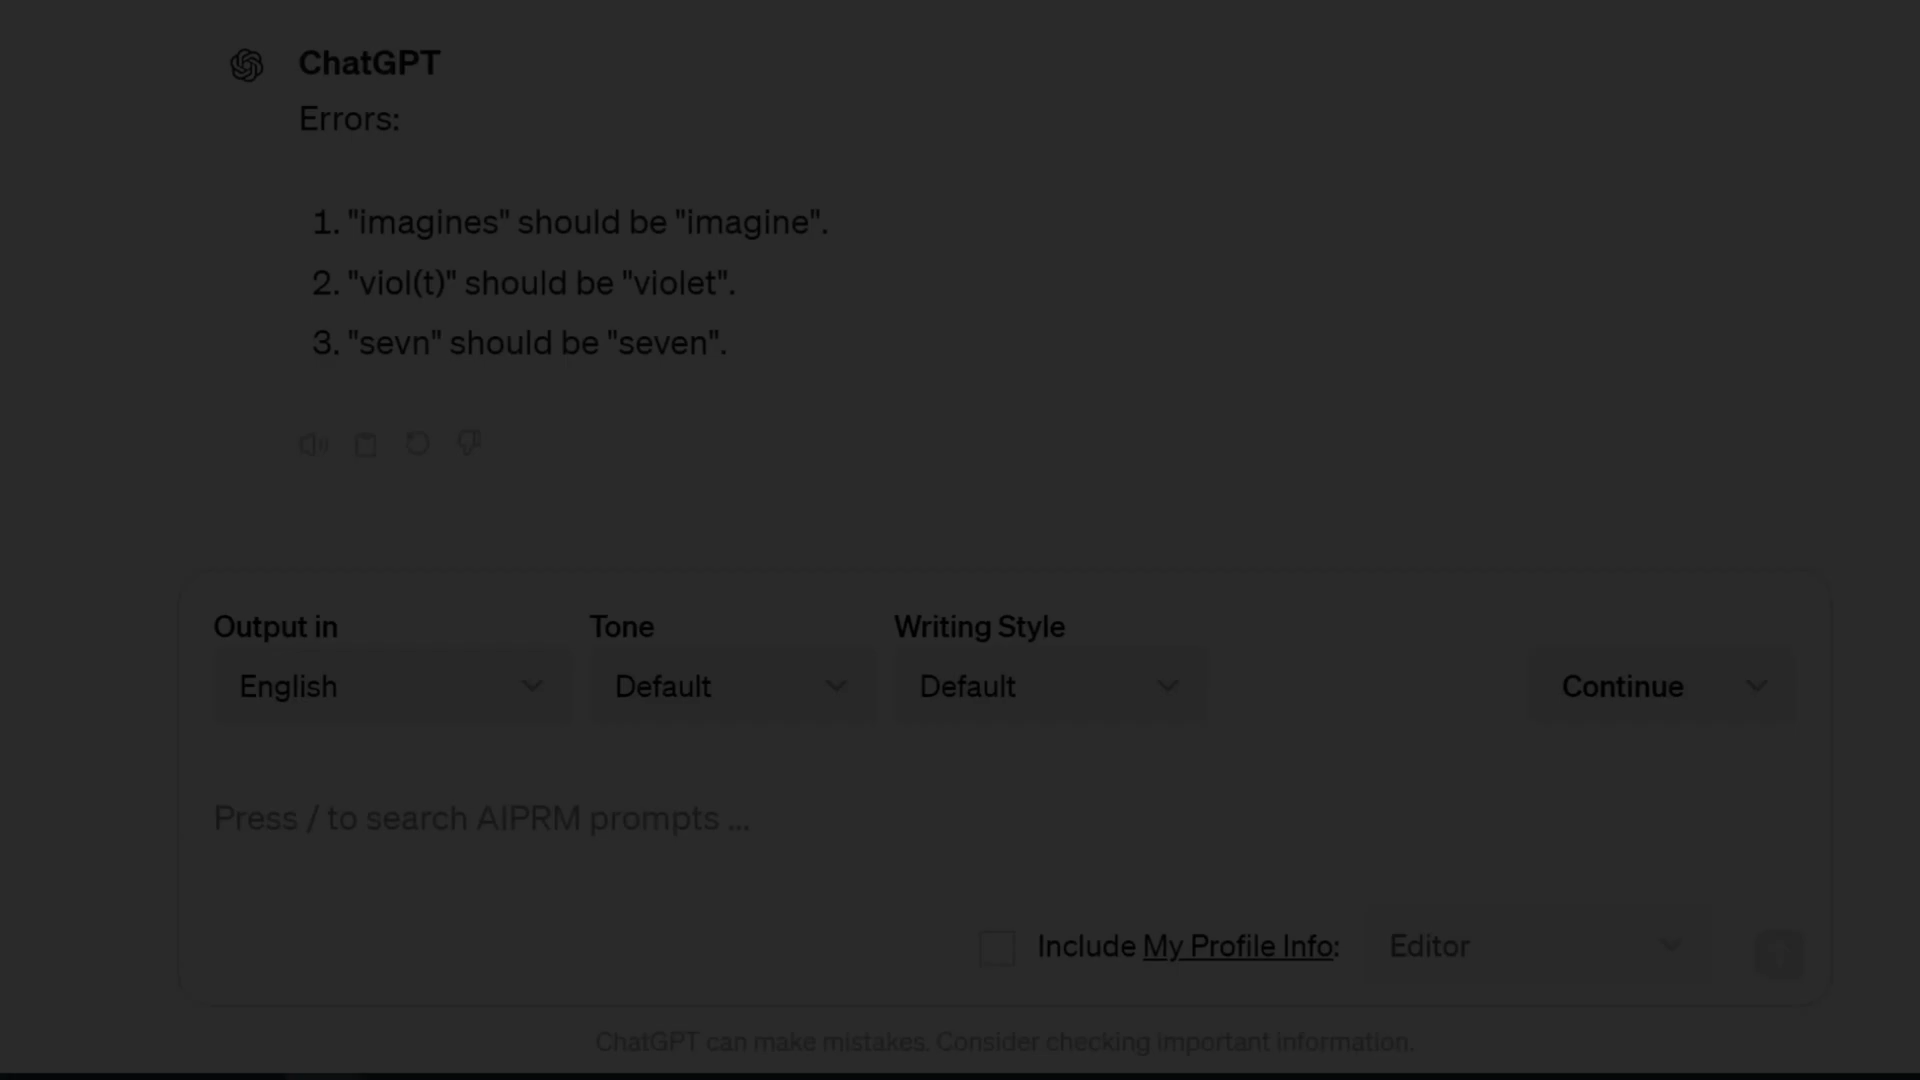 ChatGPT
Errors:
1. "imagines" should be "imagine".
2. "viol(t)" should be "violet".
3. "sevn" should be "seven".
Output in
Tone
Writing Style
English
Default
Default
Continue
Press / to search AIPRM prompts ...
Include My Profile Info:
Editor
ChatGPT can make mistakes. Consider checking important information.